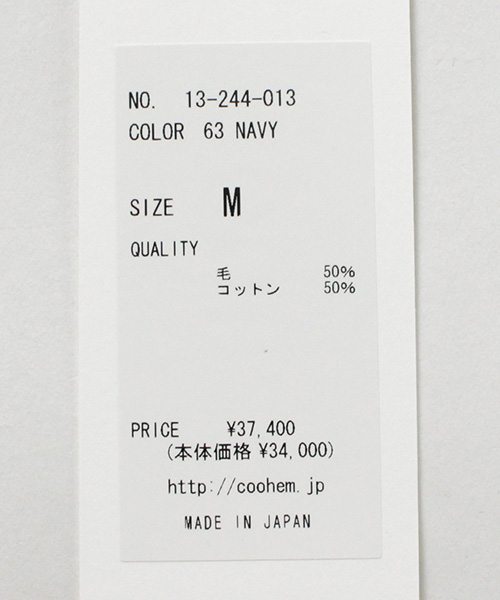 NO. 13-244-013
COLOR 63 NAVY
SIZE M
QUALITY
毛 50%
コットン 50%
PRICE ¥37,400
(本体価格 ¥34,000)
http://coohem.jp
MADE IN JAPAN